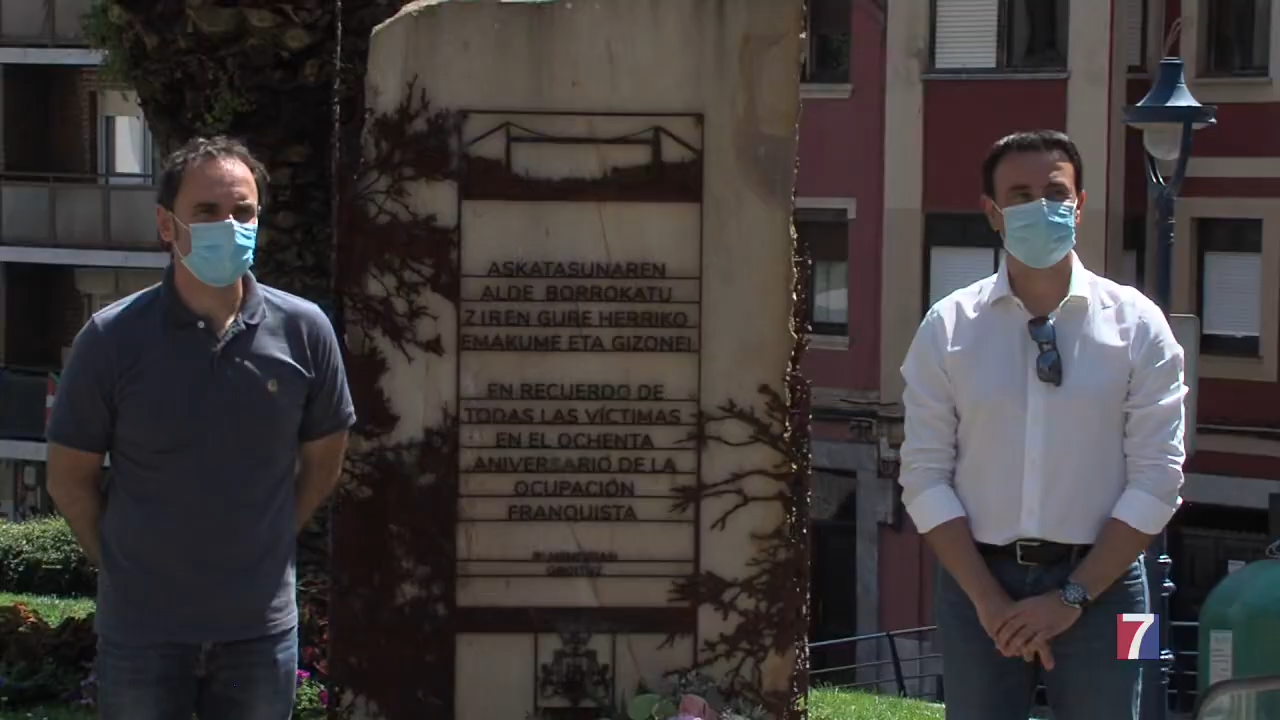 ASKATASUNAREN
ALDE BORROKATU
ZIREN GURE HERRIKO
EMAKUME ETA GIZONEI
EN RECUERDO DE
TODAS LAS VÍCTIMAS
EN EL OCHENTA
ANIVERSARIO DE LA
OCUPACIÓN
FRANQUISTA
7